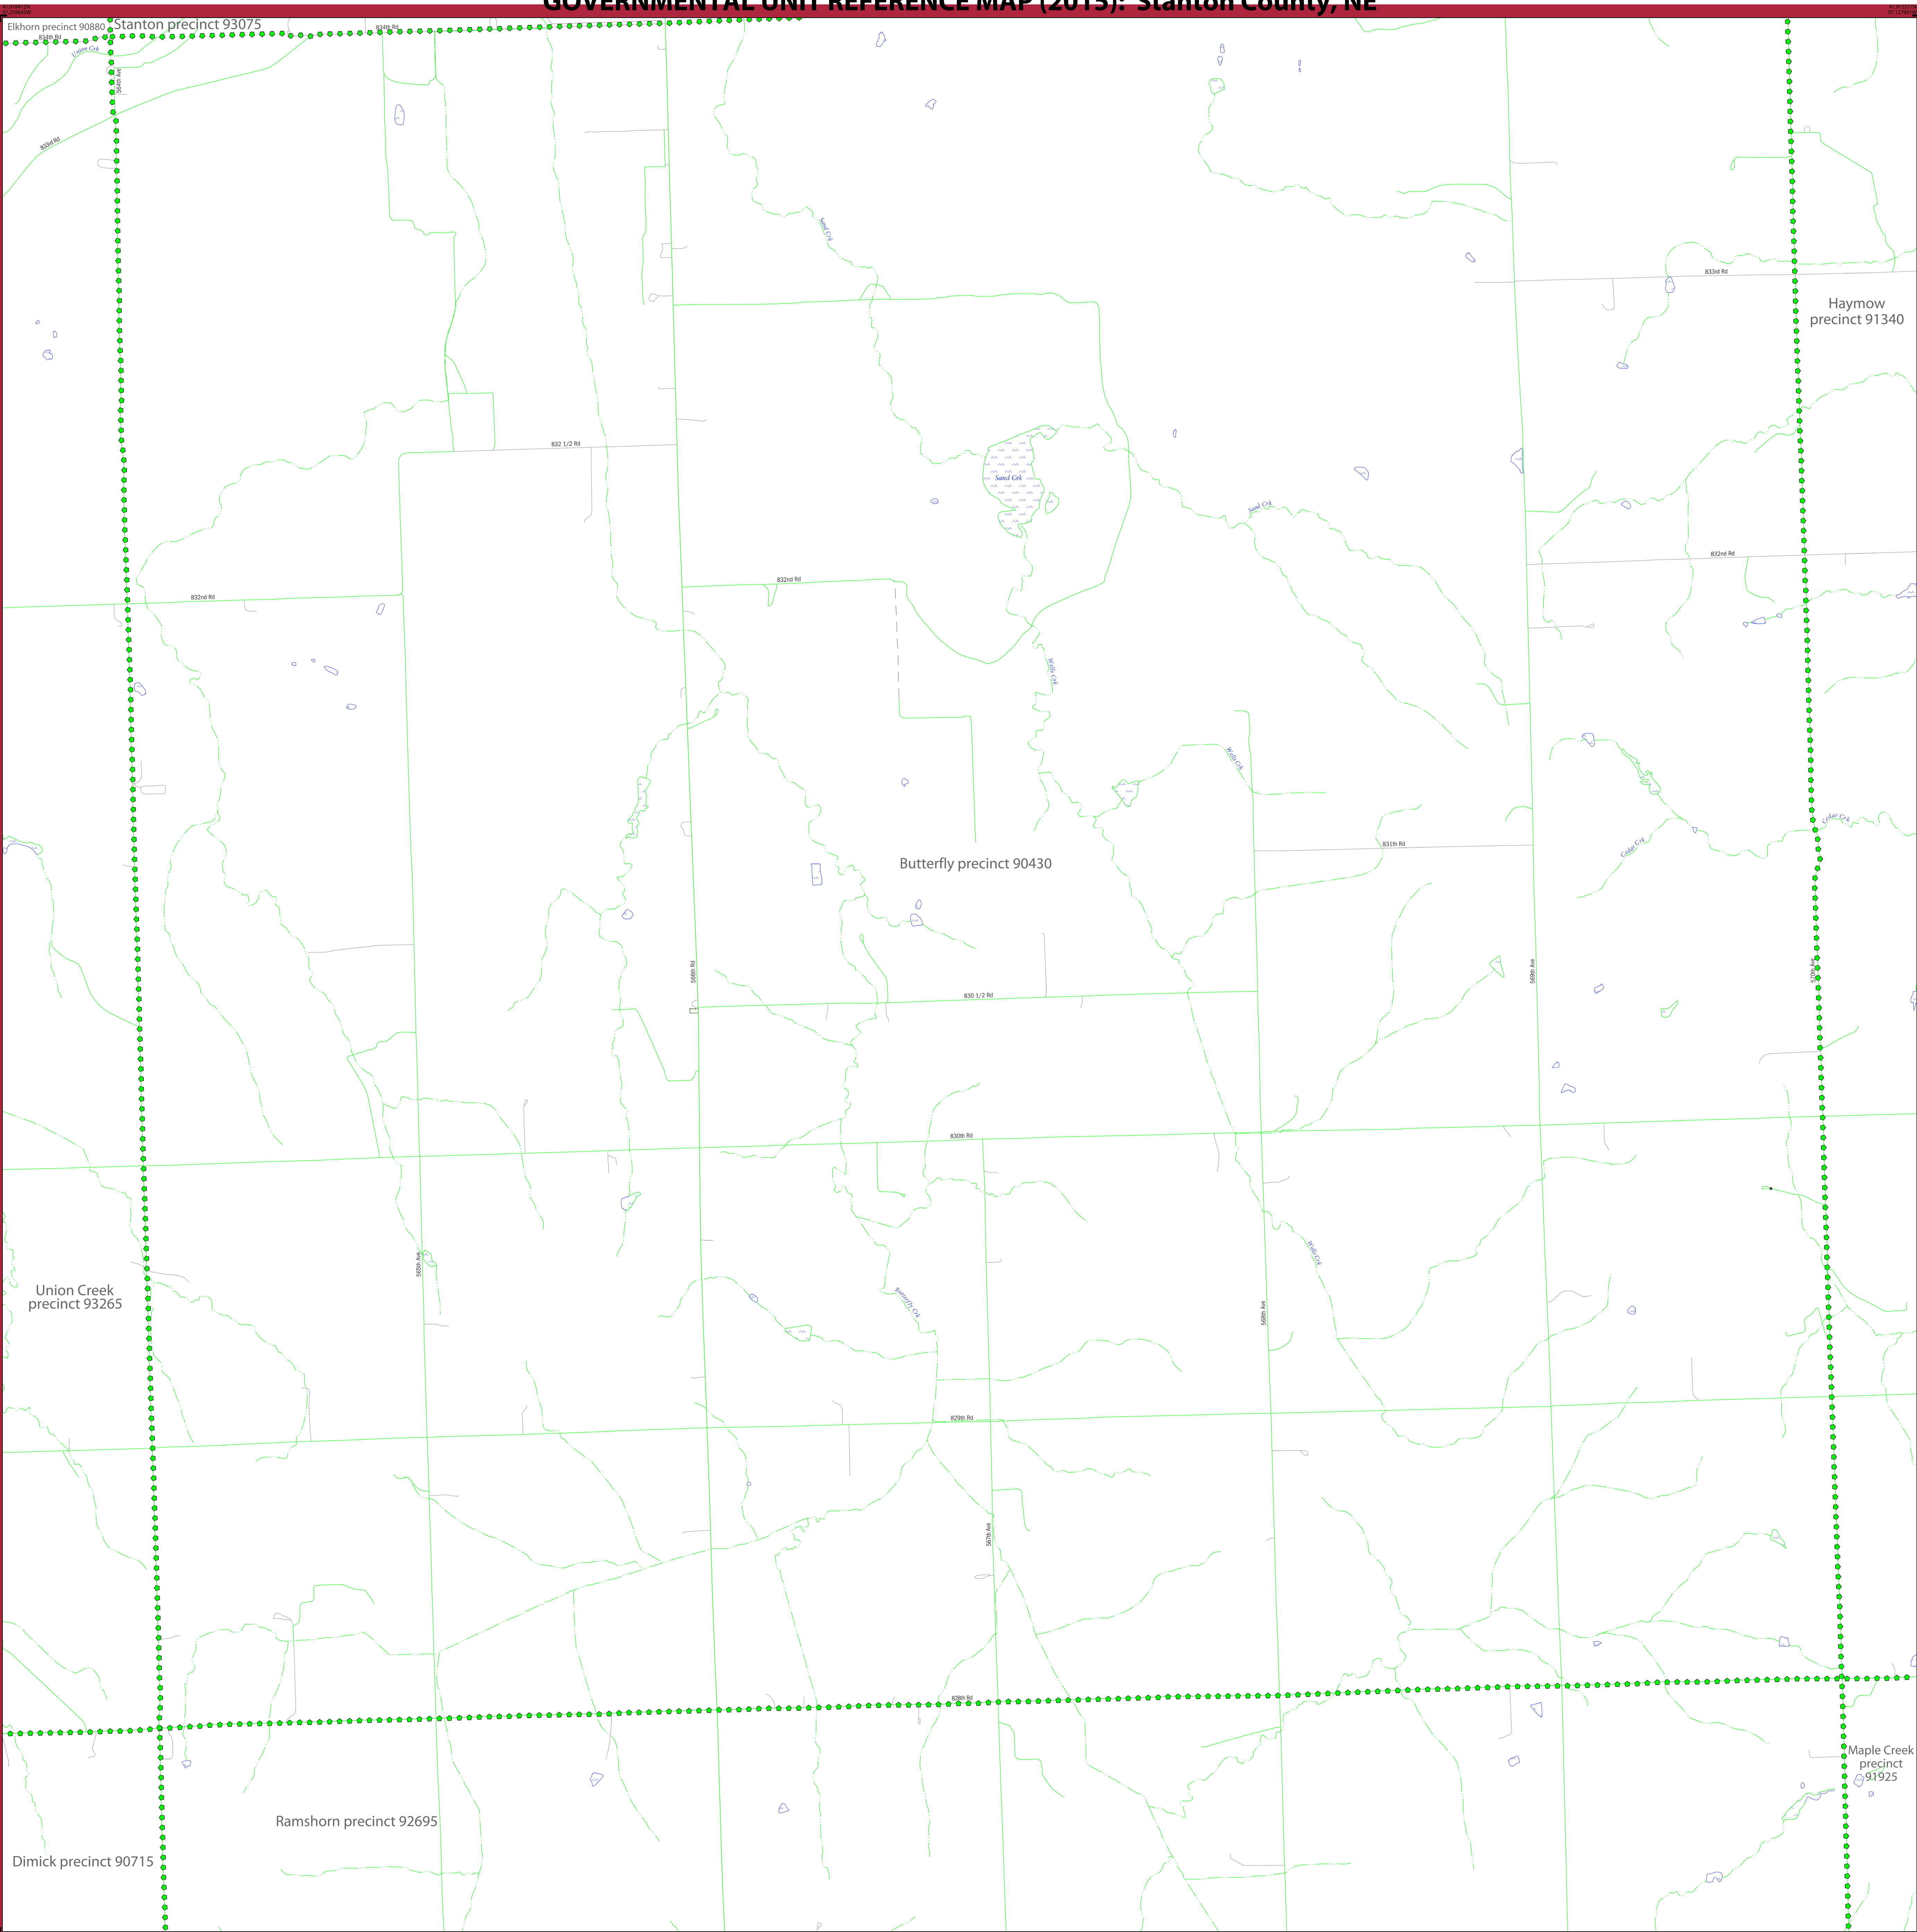 GOVERNMENTAL UNIT REFERENCE MAP (2015): Stanton County, NE
Elkhorn precinct 90880
Stanton precinct 93075
834th Rd
834th Rd
Union Crk
564th Ave
833rd Rd
Sand Crk
833rd Rd
Haymow
precinct 91340
832 1/2 Rd
Sand Crk
Sand Crk
832nd Rd
832nd Rd
832nd Rd
Wells Crk
Wells Crk
Cedar Crk
831th Rd
Cedar Crk
Butterfly precinct 90430
568th Rd
569th Ave
570th Ave
830 1/2 Rd
830th Rd
565th Ave
Wells Crk
Union Creek
precinct 93265
Butterfly Crk
568th Ave
829th Rd
567th Ave
828th Rd
Maple Creek
precinct
91925
Ramshorn precinct 92695
Dimick precinct 90715